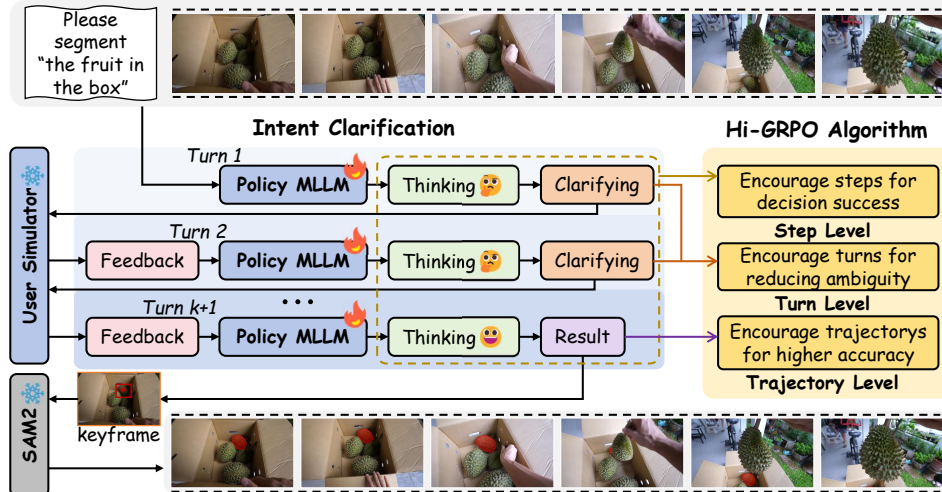 Please
segment
“the fruit in
the box”
Intent Clarification
Hi-GRPO Algorithm
User Simulator
Turn 1
Policy MLLM
Thinking
Clarifying
Encourage steps for
decision success
Step Level
Turn 2
Feedback
Policy MLLM
Thinking
Clarifying
Encourage turns for
reducing ambiguity
Turn Level
...
Turn k+1
Feedback
Policy MLLM
Thinking
Result
Encourage trajectorys
for higher accuracy
Trajectory Level
SAM2
keyframe